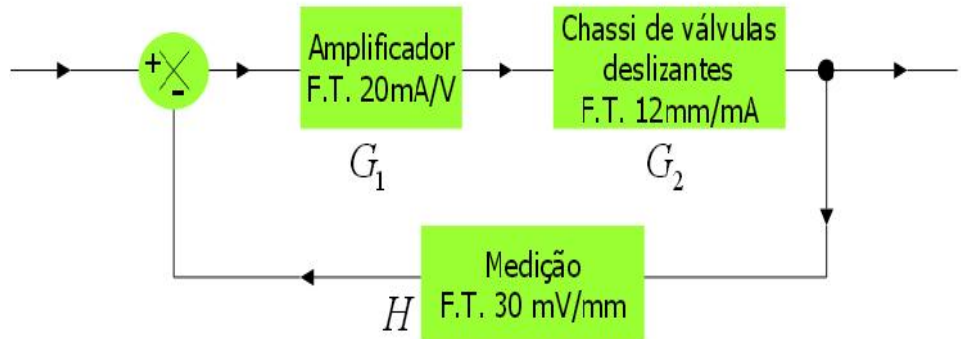 +
-
Amplificador
F.T. 20mA/V
G₁
Chassi de válvulas
deslizantes
F.T. 12mm/mA
G₂
Medição
F.T. 30 mV/mm
H